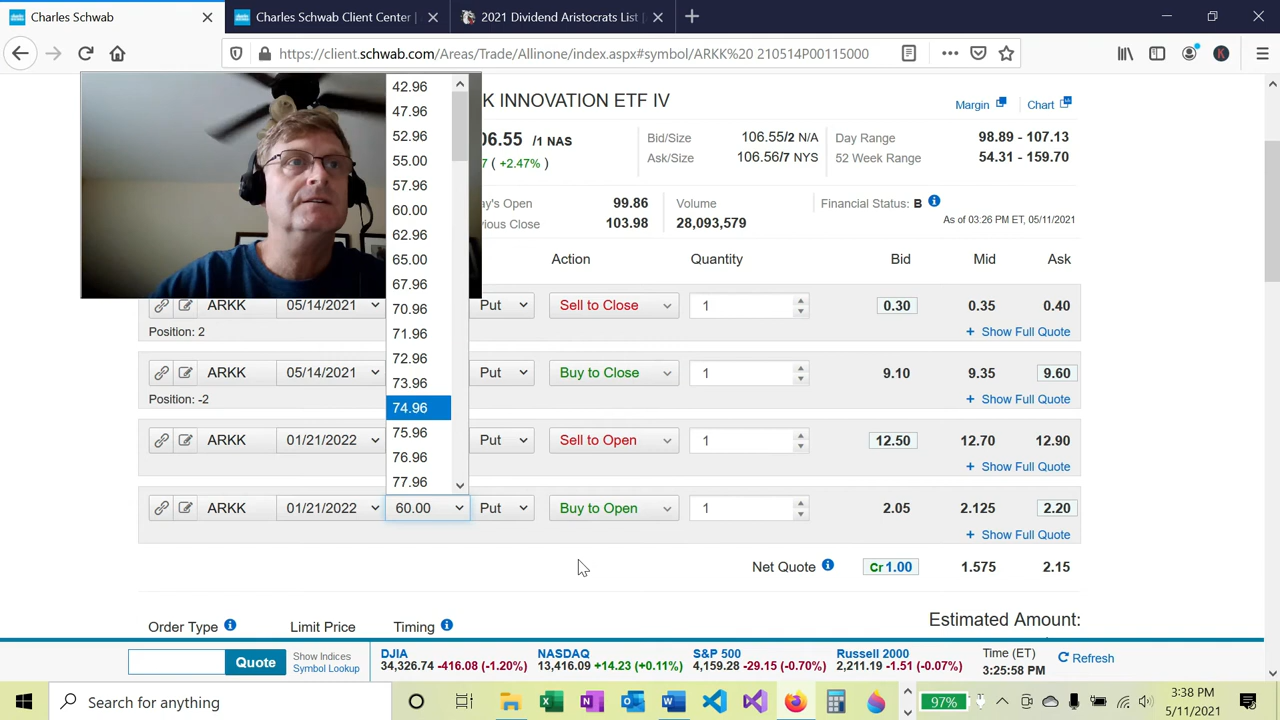 Charles Schwab
Charles Schwab Client Center |
2021 Dividend Aristocrats List |
https://client.schwab.com/Areas/Trade/Allinone/index.aspx#symbol/ARKK%20 210514P00115000
K INNOVATION ETF IV
Margin
Chart
06.55 /1 NAS
7 ( +2.47%)
Bid/Size 106.55/2 N/A
Ask/Size 106.56/7 NYS
Day Range 98.89 - 107.13
52 Week Range 54.31 - 159.70
y's Open 99.86
vious Close 103.98
Volume
28,093,579
Financial Status: B
As of 03:26 PM ET, 05/11/2021
Action Quantity Bid Mid Ask
ARKK 05/14/2021 Put Sell to Close 1 0.30 0.35 0.40
Position: 2 + Show Full Quote
ARKK 05/14/2021 Put Buy to Close 1 9.10 9.35 9.60
Position: -2 + Show Full Quote
ARKK 01/21/2022 Put Sell to Open 1 12.50 12.70 12.90
+ Show Full Quote
ARKK 01/21/2022 60.00 Put Buy to Open 1 2.05 2.125 2.20
+ Show Full Quote
42.96
47.96
52.96
55.00
57.96
60.00
62.96
65.00
67.96
70.96
71.96
72.96
73.96
74.96
75.96
76.96
77.96
Net Quote Cr 1.00 1.575 2.15
Order Type Limit Price Timing
Estimated Amount:
Quote
Show Indices
Symbol Lookup
DJIA
34,326.74 -416.08 (-1.20%)
NASDAQ
13,416.09 +14.23 (+0.11%)
S&P 500
4,159.28 -29.15 (-0.70%)
Russell 2000
2,211.19 -1.51 (-0.07%)
Time (ET)
3:25:58 PM
Refresh
Type here to search